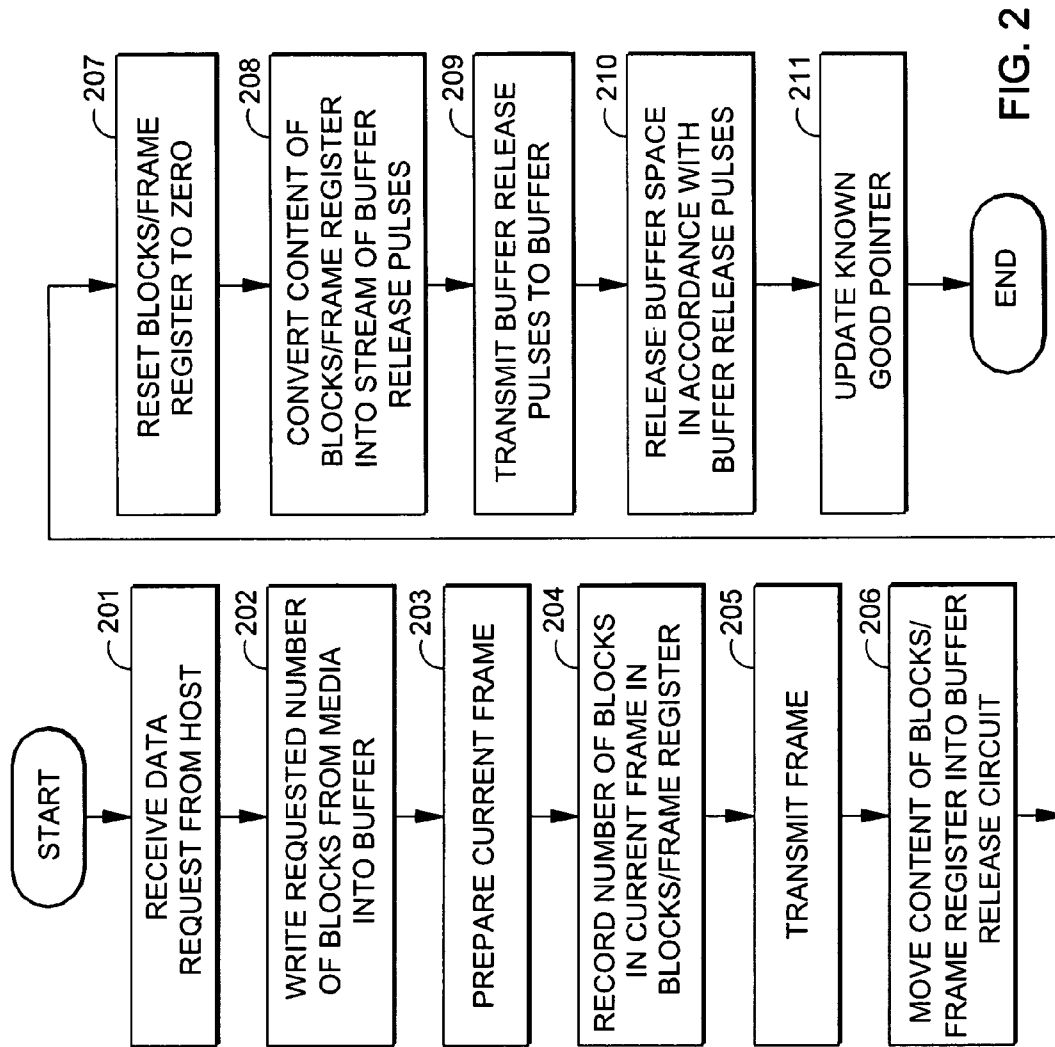 START
201
RECEIVE DATA
REQUEST FROM HOST
202
WRITE REQUESTED NUMBER
OF BLOCKS FROM MEDIA
INTO BUFFER
203
PREPARE CURRENT FRAME
204
RECORD NUMBER OF BLOCKS
IN CURRENT FRAME IN
BLOCKS/FRAME REGISTER
205
TRANSMIT FRAME
206
MOVE CONTENT OF BLOCKS/
FRAME REGISTER INTO BUFFER
RELEASE CIRCUIT
207
RESET BLOCKS/FRAME
REGISTER TO ZERO
208
CONVERT CONTENT OF
BLOCKS/FRAME REGISTER
INTO STREAM OF BUFFER
RELEASE PULSES
209
TRANSMIT BUFFER RELEASE
PULSES TO BUFFER
210
RELEASE BUFFER SPACE
IN ACCORDANCE WITH
BUFFER RELEASE PULSES
211
UPDATE KNOWN
GOOD POINTER
END
FIG. 2